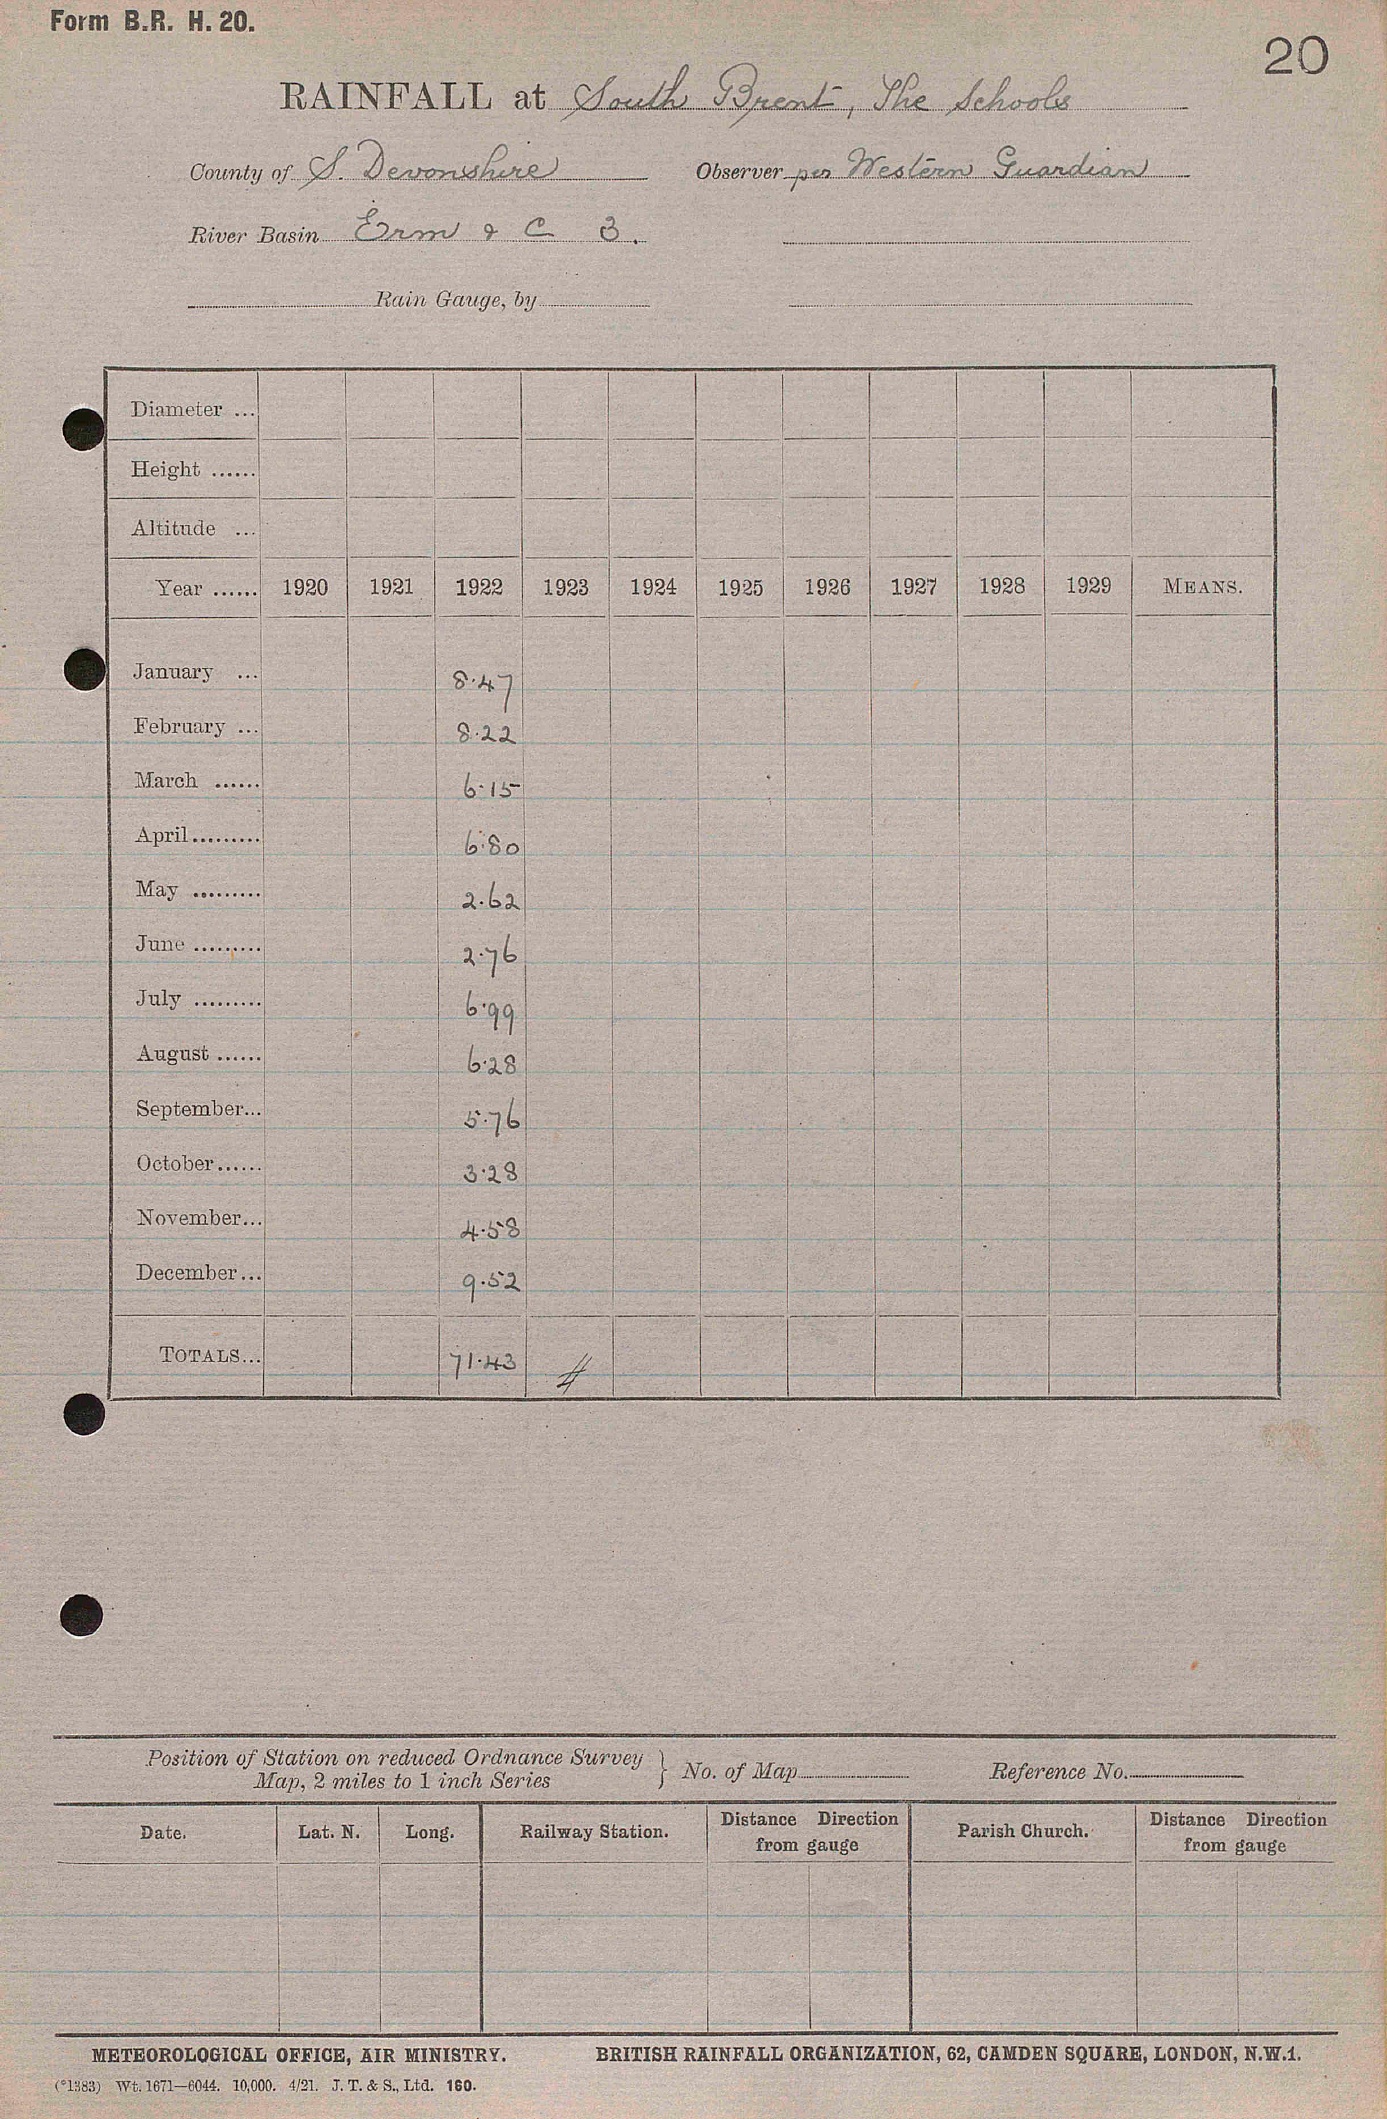 Form B.R. H. 20.
20
RAINFALL at South Brent, The Schools
County of S. Devonshire Observer per Western Guardian
River Basin Erm & C 3.
Rain Gauge, by
Diameter ...
Height ......
Altitude ...
Year ...... 1920 1921 1922 1923 1924 1925 1926 1927 1928 1929 MEANS.
January ... 8.47
February ... 8.22
March ...... 6.15
April......... 6.80
May ......... 2.62
June ......... 2.76
July ......... 6.99
August ...... 6.28
September... 5.76
October...... 3.28
November... 4.58
December... 9.52
TOTALS... 71.43
Position of Station on reduced Ordnance Survey
Map, 2 miles to 1 inch Series } No. of Map Reference No.
Date. Lat. N. Long. Railway Station. Distance Direction from gauge Parish Church. Distance Direction from gauge
METEOROLOGICAL OFFICE, AIR MINISTRY. BRITISH RAINFALL ORGANIZATION, 62, CAMDEN SQUARE, LONDON, N.W.1.
(*1383) Wt. 1671—6044. 10,000. 4/21. J. T. & S., Ltd. 160.